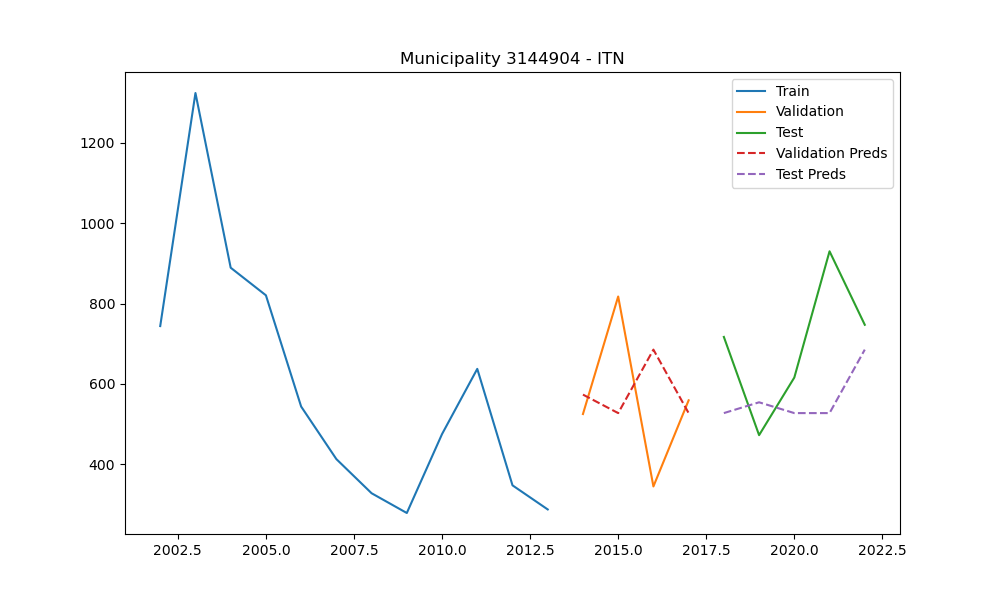 Municipality 3144904 - ITN
Train
Validation
Test
Validation Preds
Test Preds
1200
1000
800
600
400
2002.5 2005.0 2007.5 2010.0 2012.5 2015.0 2017.5 2020.0 2022.5